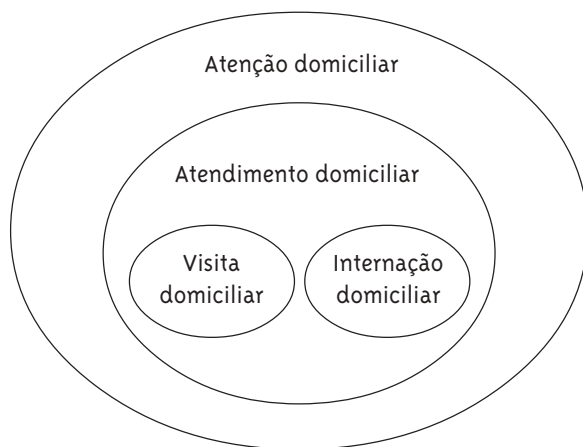 Atenção domiciliar
Atendimento domiciliar
Visita
domiciliar
Internação
domiciliar